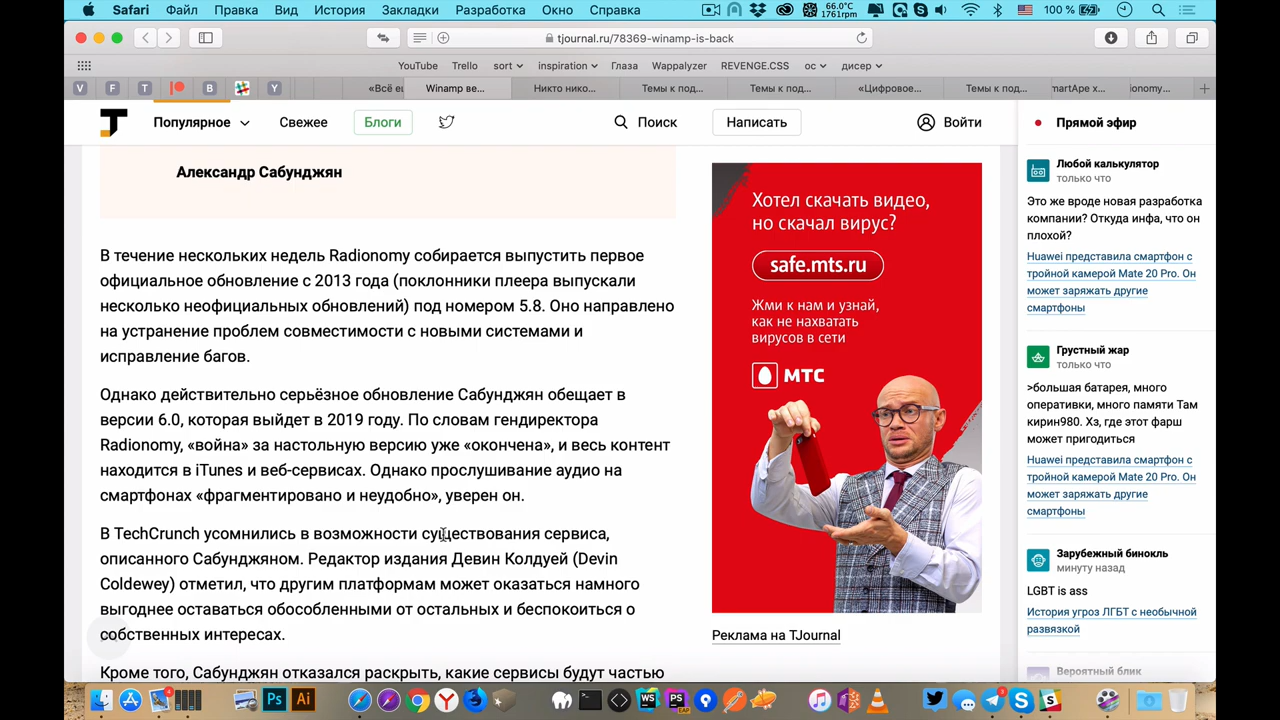 Safari Файл Правка Вид История Закладки Разработка Окно Справка
66.0°C
1761rpm
100 %
tjournal.ru/78369-winamp-is-back
YouTube Trello sort inspiration Глаза Wappalyzer REVENGE.CSS ос дисер
V F T B Y «Всё ец Winamp ве... Никто нико... Темы к под... Темы к под... «Цифровое... Темы к под... martApe x... ionomy...
Популярное Свежее Блоги Поиск Написать Войти
Прямой эфир
Александр Сабунджян
В течение нескольких недель Radionomy собирается выпустить первое
официальное обновление с 2013 года (поклонники плеера выпускали
несколько неофициальных обновлений) под номером 5.8. Оно направлено
на устранение проблем совместимости с новыми системами и
исправление багов.
Однако действительно серьёзное обновление Сабунджян обещает в
версии 6.0, которая выйдет в 2019 году. По словам гендиректора
Radionomy, «война» за настольную версию уже «окончена», и весь контент
находится в iTunes и веб-сервисах. Однако прослушивание аудио на
смартфонах «фрагментировано и неудобно», уверен он.
В TechCrunch усомнились в возможности существования сервиса,
описанного Сабунджяном. Редактор издания Девин Колдуей (Devin
Coldewey) отметил, что другим платформам может оказаться намного
выгоднее оставаться обособленными от остальных и беспокоиться о
собственных интересах.
Кроме того, Сабунджян отказался раскрыть, какие сервисы будут частью
Хотел скачать видео,
но скачал вирус?
safe.mts.ru
Жми к нам и узнай,
как не нахватать
вирусов в сети
МТС
Реклама на TJournal
Любой калькулятор
только что
Это же вроде новая разработка
компании? Откуда инфа, что он
плохой?
Huawei представила смартфон с
тройной камерой Mate 20 Pro. Он
может заряжать другие
смартфоны
Грустный жар
только что
>большая батарея, много
оперативки, много памяти Там
кирин980. Хз, где этот фарш
может пригодиться
Huawei представила смартфон с
тройной камерой Mate 20 Pro. Он
может заряжать другие
смартфоны
Зарубежный бинокль
минуту назад
LGBT is ass
История угроз ЛГБТ с необычной
развязкой
Вероятный блик
Ps Ai WS PS